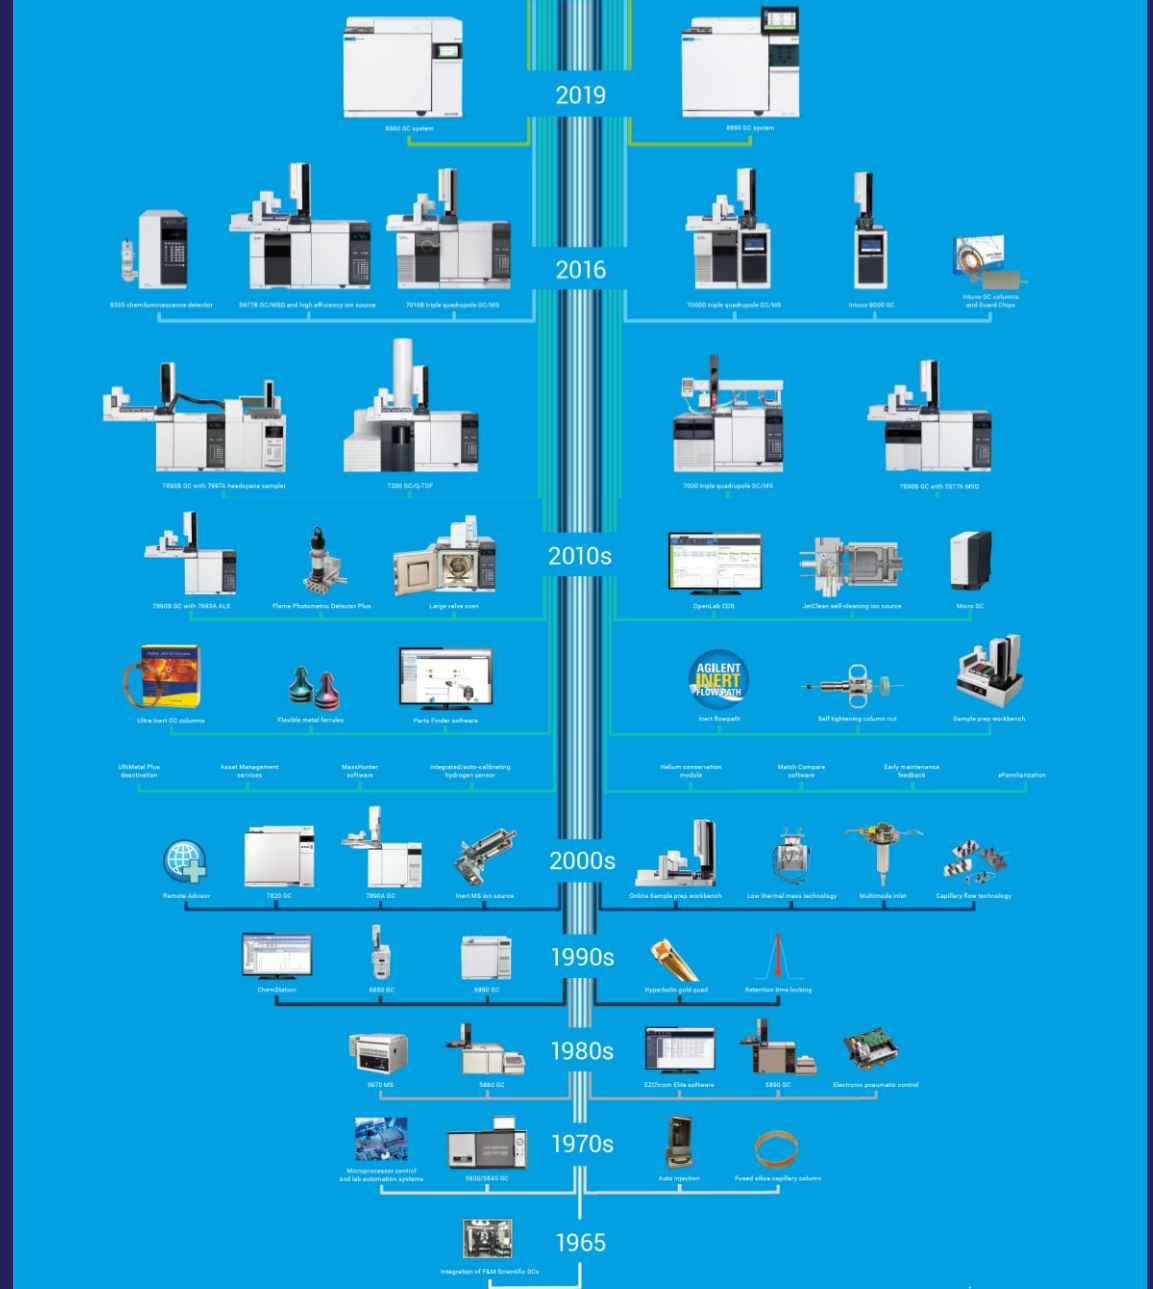 2019
8860 GC system
8890 GC system
2016
8355 chemiluminescence detector
5977B GC/MSD and high efficiency ion source
7010B triple quadrupole GC/MS
7000D triple quadrupole GC/MS
Intuvo 9000 GC
Intuvo GC columns
and Guard Chips
7890B GC with 7697A headspace sampler
7200 GC/Q-TOF
7000 triple quadrupole GC/MS
7890B GC with 5977A MSD
2010s
7890B GC with 7693A ALS
Flame Photometric Detector Plus
Large valve oven
OpenLab CDS
JetClean self-cleaning ion source
Micro GC
AGILENT
INERT
FLOW PATH
Ultra Inert GC columns
Flexible metal ferrules
Parts Finder software
Inert flowpath
Self tightening column nut
Sample prep workbench
UltiMetal Plus
deactivation
Asset Management
services
MassHunter
software
Integrated/auto-calibrating
hydrogen sensor
Helium conservation
module
Match Compare
software
Early maintenance
feedback
eFamiliarization
2000s
Remote Advisor
7820 GC
7890A GC
Inert MS ion source
Online Sample prep workbench
Low thermal mass technology
Multimode inlet
Capillary flow technology
1990s
ChemStation
6850 GC
6890 GC
Hyperbolic gold quad
Retention time locking
1980s
5970 MS
5880 GC
EZChrom Elite software
5890 GC
Electronic pneumatic control
1970s
Microprocessor control
and lab automation systems
5830/5840 GC
Auto injection
Fused silica capillary column
1965
Integration of F&M Scientific GCs